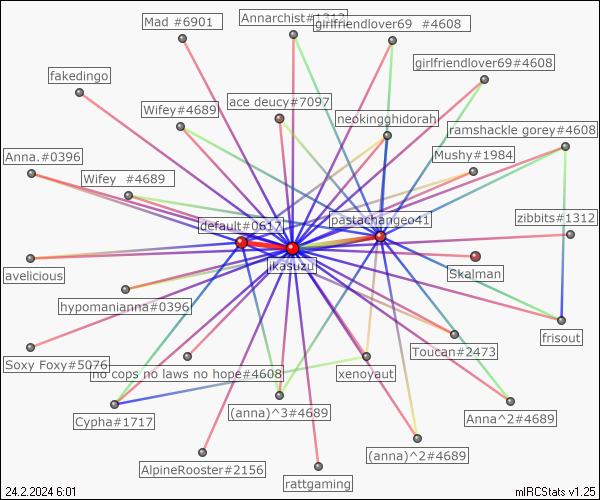 Mad #6901
Annarchist#1312
girlfriendlover69 #4608
girlfriendlover69#4608
fakedingo
Wifey#4689
ace deucy#7097
neokingghidorah
ramshackle gorey#4608
Anna.#0396
Mushy#1984
Wifey #4689
default#0617
pastachangeo41
zibbits#1312
ikasuzu
Skalman
avelicious
hypomanianna#0396
frisout
Soxy Foxy#5076
no cops no laws no hope#4608
xenoyaut
Toucan#2473
Cypha#1717
(anna)^3#4689
Anna^2#4689
(anna)^2#4689
AlpineRooster#2156
rattgaming
24.2.2024 6:01
mIRCStats v1.25